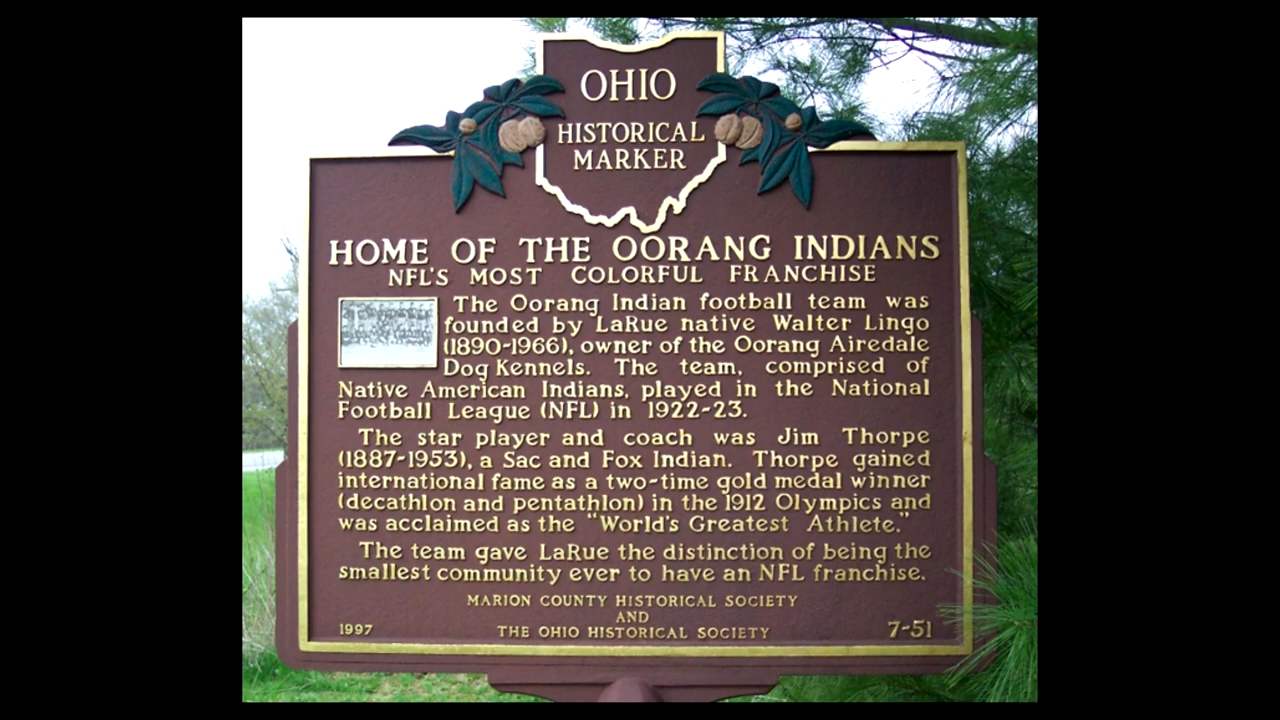 OHIO
HISTORICAL
MARKER
HOME OF THE OORANG INDIANS
NFL'S MOST COLORFUL FRANCHISE
The Oorang Indian football team was
founded by LaRue native Walter Lingo
(1890-1966), owner of the Oorang Airedale
Dog Kennels. The team, comprised of
Native American Indians, played in the National
Football League (NFL) in 1922-23.
The star player and coach was Jim Thorpe
(1887-1953), a Sac and Fox Indian. Thorpe gained
international fame as a two-time gold medal winner
(decathlon and pentathlon) in the 1912 Olympics and
was acclaimed as the "World's Greatest Athlete."
The team gave LaRue the distinction of being the
smallest community ever to have an NFL franchise.
MARION COUNTY HISTORICAL SOCIETY
AND
1997 THE OHIO HISTORICAL SOCIETY 7-51